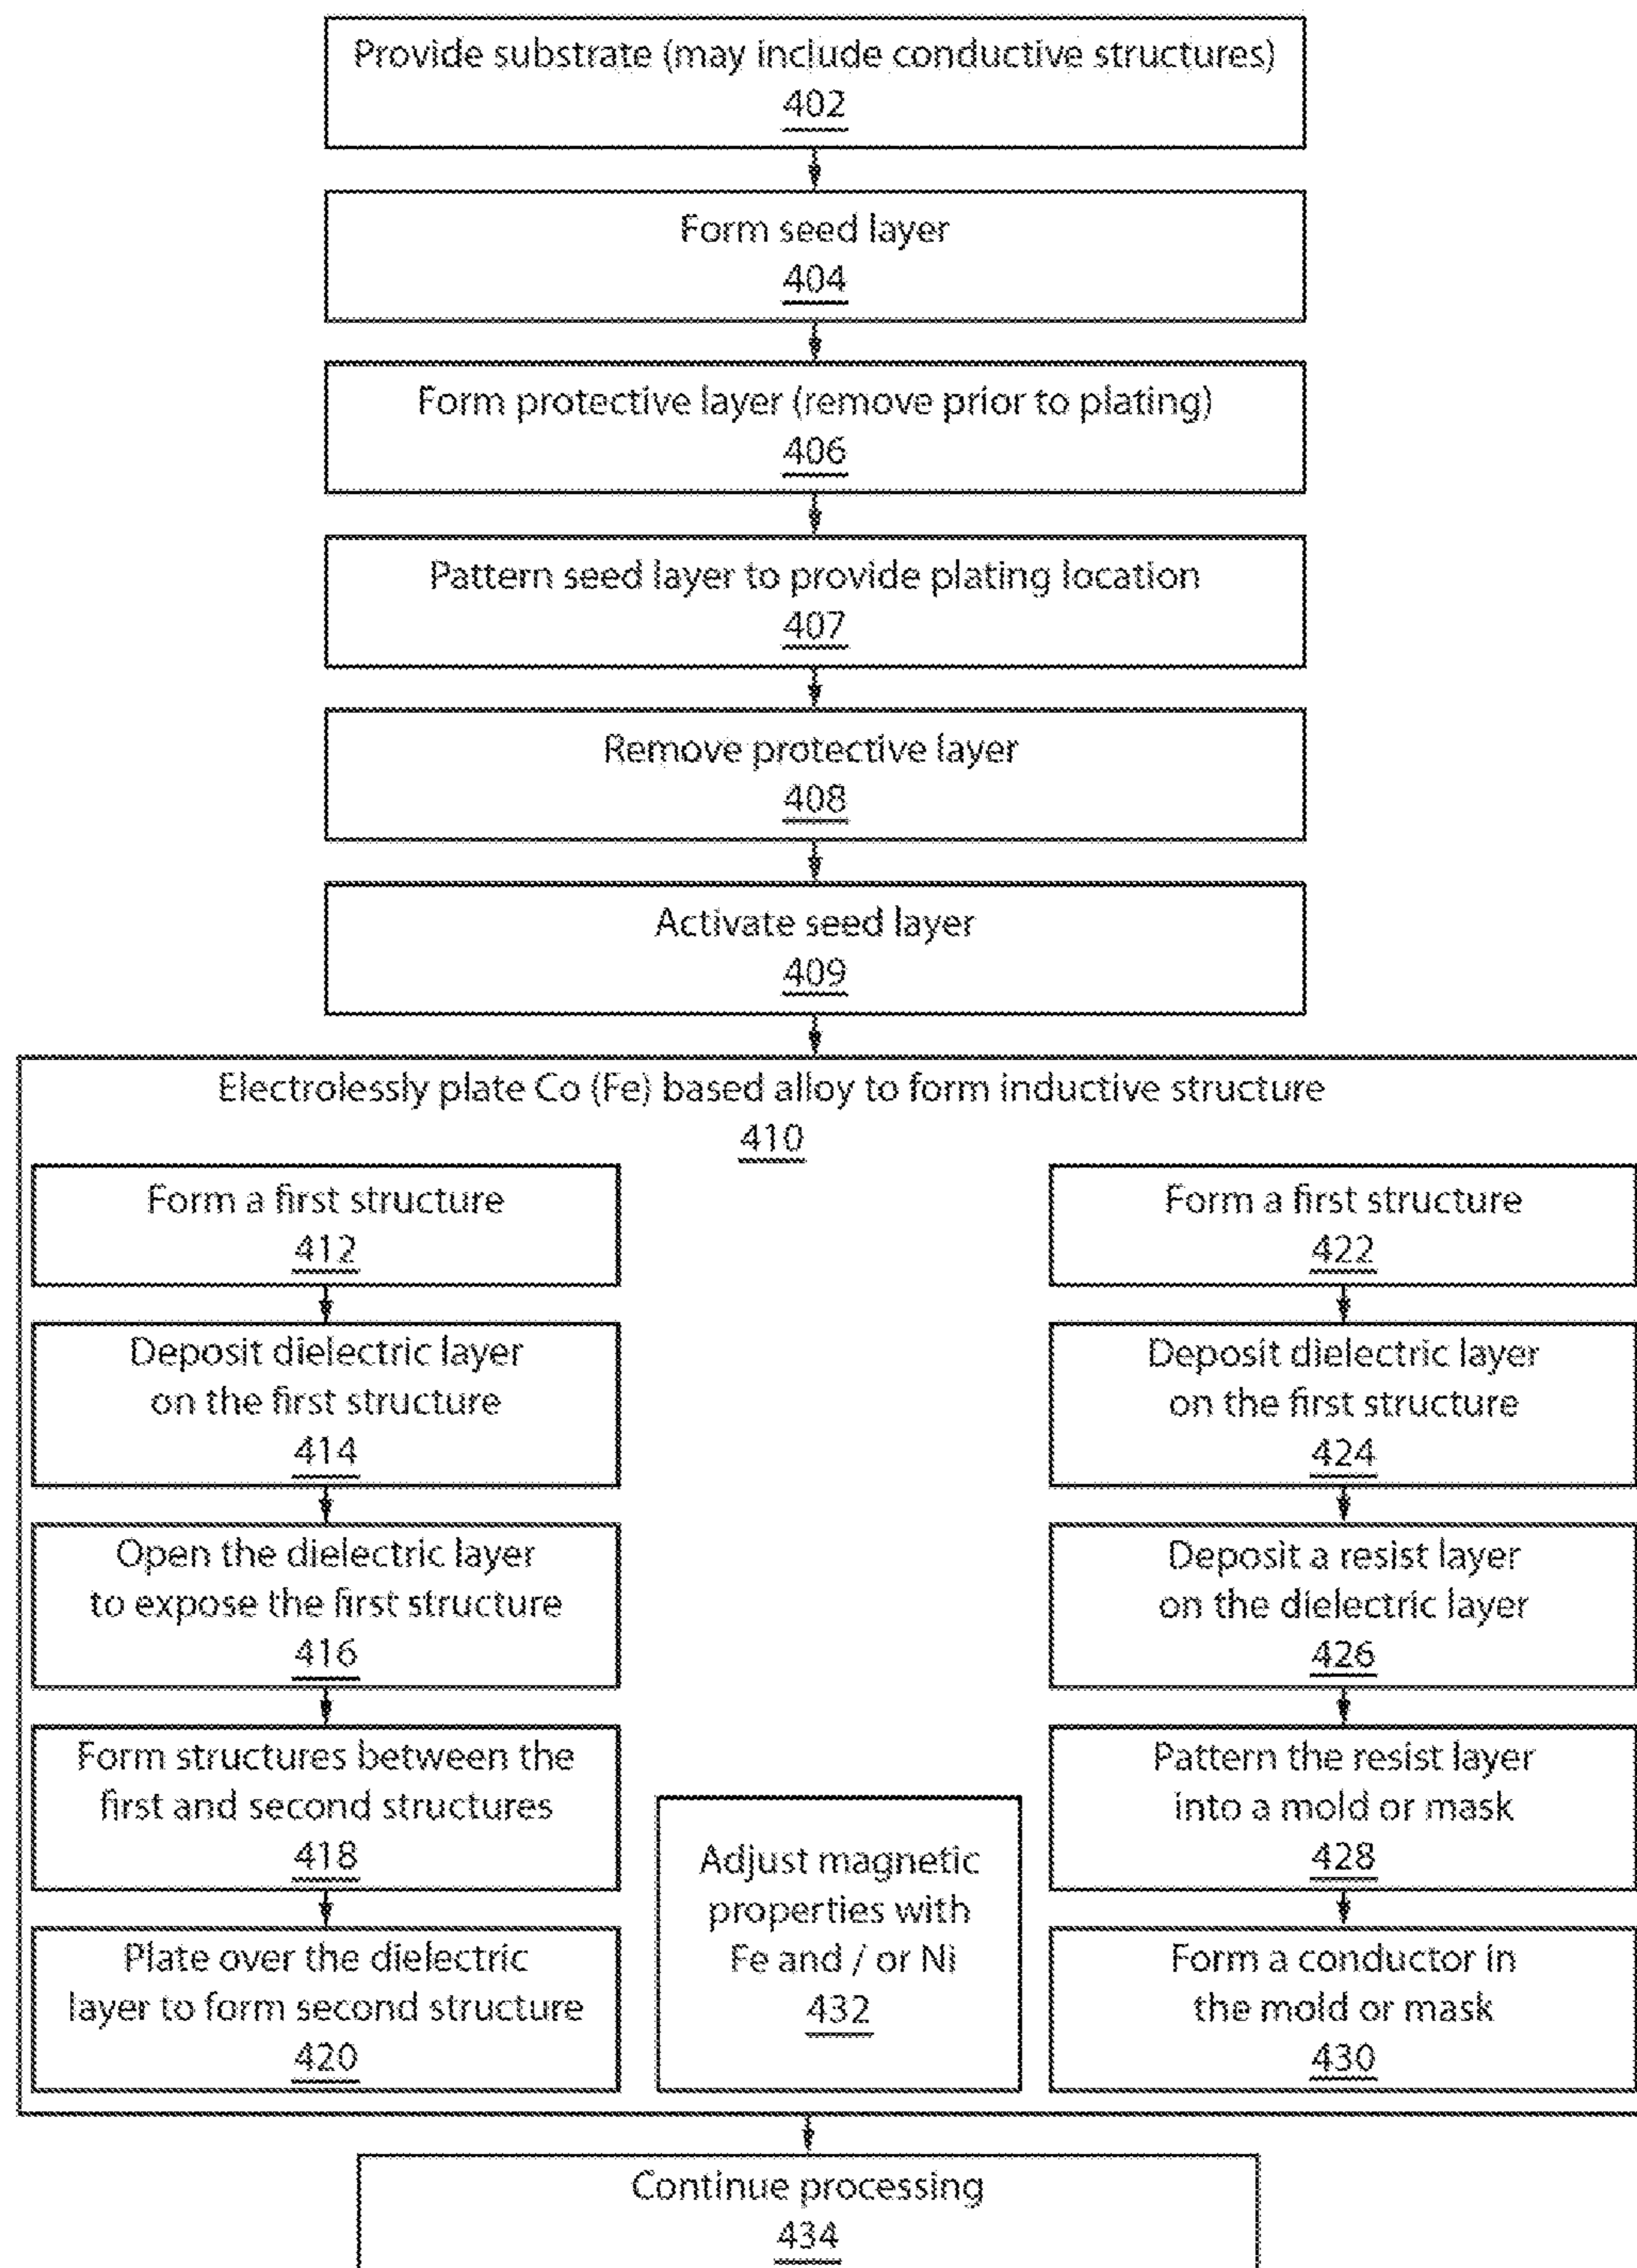 Provide substrate (may include conductive structures)
402
Form seed layer
404
Form protective layer (remove prior to plating)
406
Pattern seed layer to provide plating location
407
Remove protective layer
408
Activate seed layer
409
Electrolessly plate Co (Fe) based alloy to form inductive structure
410
Form a first structure
412
Deposit dielectric layer
on the first structure
414
Open the dielectric layer
to expose the first structure
416
Form structures between the
first and second structures
418
Plate over the dielectric
layer to form second structure
420
Adjust magnetic
properties with
Fe and / or Ni
432
Form a first structure
422
Deposit dielectric layer
on the first structure
424
Deposit a resist layer
on the dielectric layer
426
Pattern the resist layer
into a mold or mask
428
Form a conductor in
the mold or mask
430
Continue processing
434